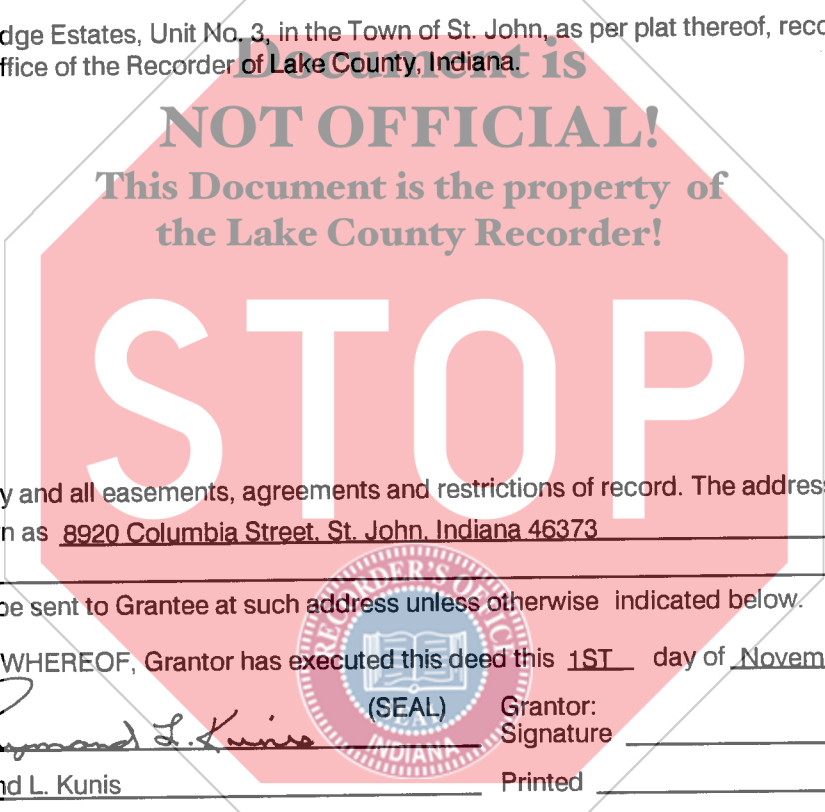 dge Estates, Unit No. 3, in the Town of St. John, as per plat thereof, reco
ffice of the Recorder of Lake County, Indiana.
Document is
NOT OFFICIAL!
This Document is the property of
the Lake County Recorder!
STOP
y and all easements, agreements and restrictions of record. The address
n as 8920 Columbia Street, St. John, Indiana 46373
be sent to Grantee at such address unless otherwise indicated below.
WHEREOF, Grantor has executed this deed this 1ST day of Novem
RECORDER'S OFFICE
SEAL
INDIANA
(SEAL) Grantor:
ymond L. Kunis Signature
nd L. Kunis Printed